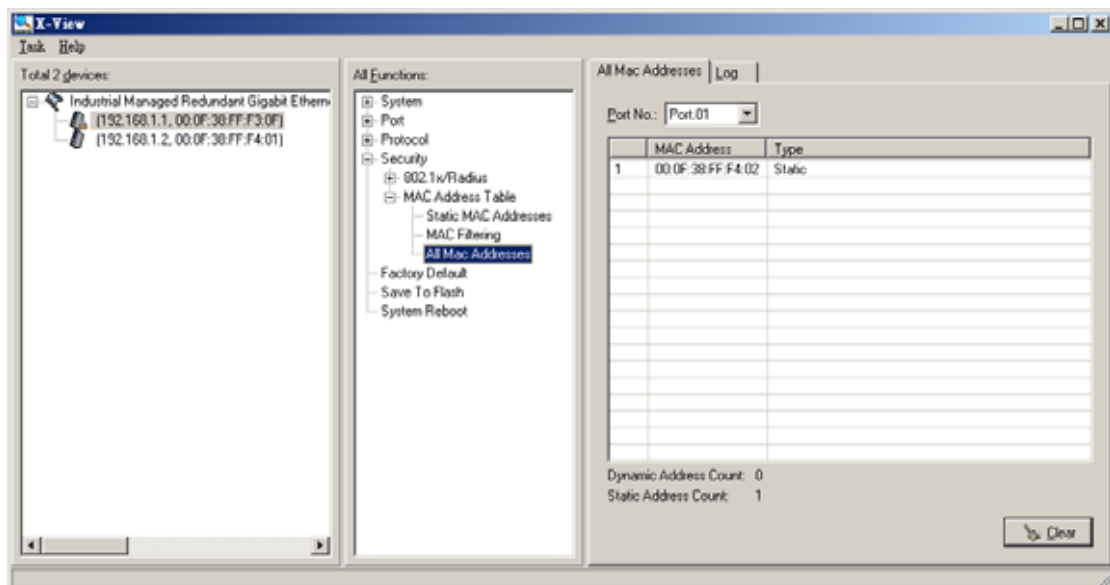 X-View
Task Help
Total 2 devices:
Industrial Managed Redundant Gigabit Ethern
(192.168.1.1, 00:0F:38:FF:F3:0F)
(192.168.1.2, 00:0F:38:FF:F4:01)
All Functions:
System
Port
Protocol
Security
802.1x/Radius
MAC Address Table
Static MAC Addresses
MAC Filtering
All Mac Addresses
Factory Default
Save To Flash
System Reboot
All Mac Addresses Log
Port No.: Port.01
MAC Address Type
1 00:0F:38:FF:F4:02 Static
Dynamic Address Count: 0
Static Address Count: 1
Clear